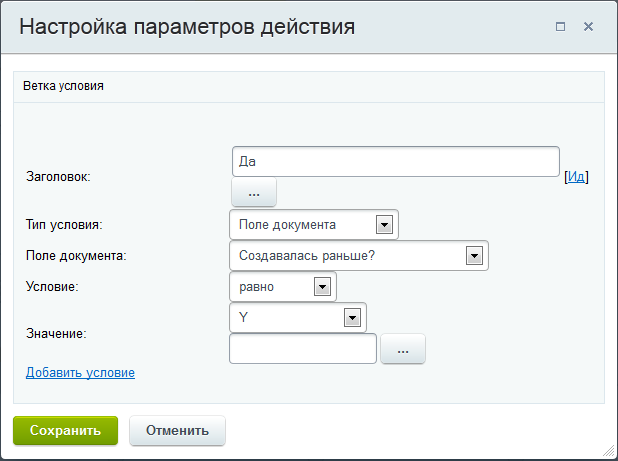 Настройка параметров действия
Ветка условия
Заголовок: Да [Ид]
...
Тип условия: Поле документа
Поле документа: Создавалась раньше?
Условие: равно
Значение: Y
...
Добавить условие
Сохранить Отменить